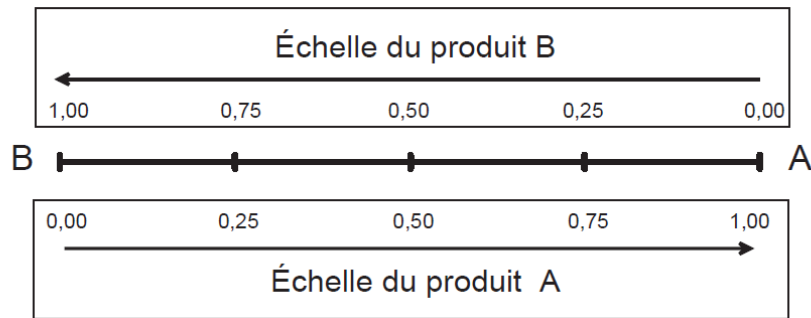 Échelle du produit B
1,00 0,75 0,50 0,25 0,00
B A
0,00 0,25 0,50 0,75 1,00
Échelle du produit A